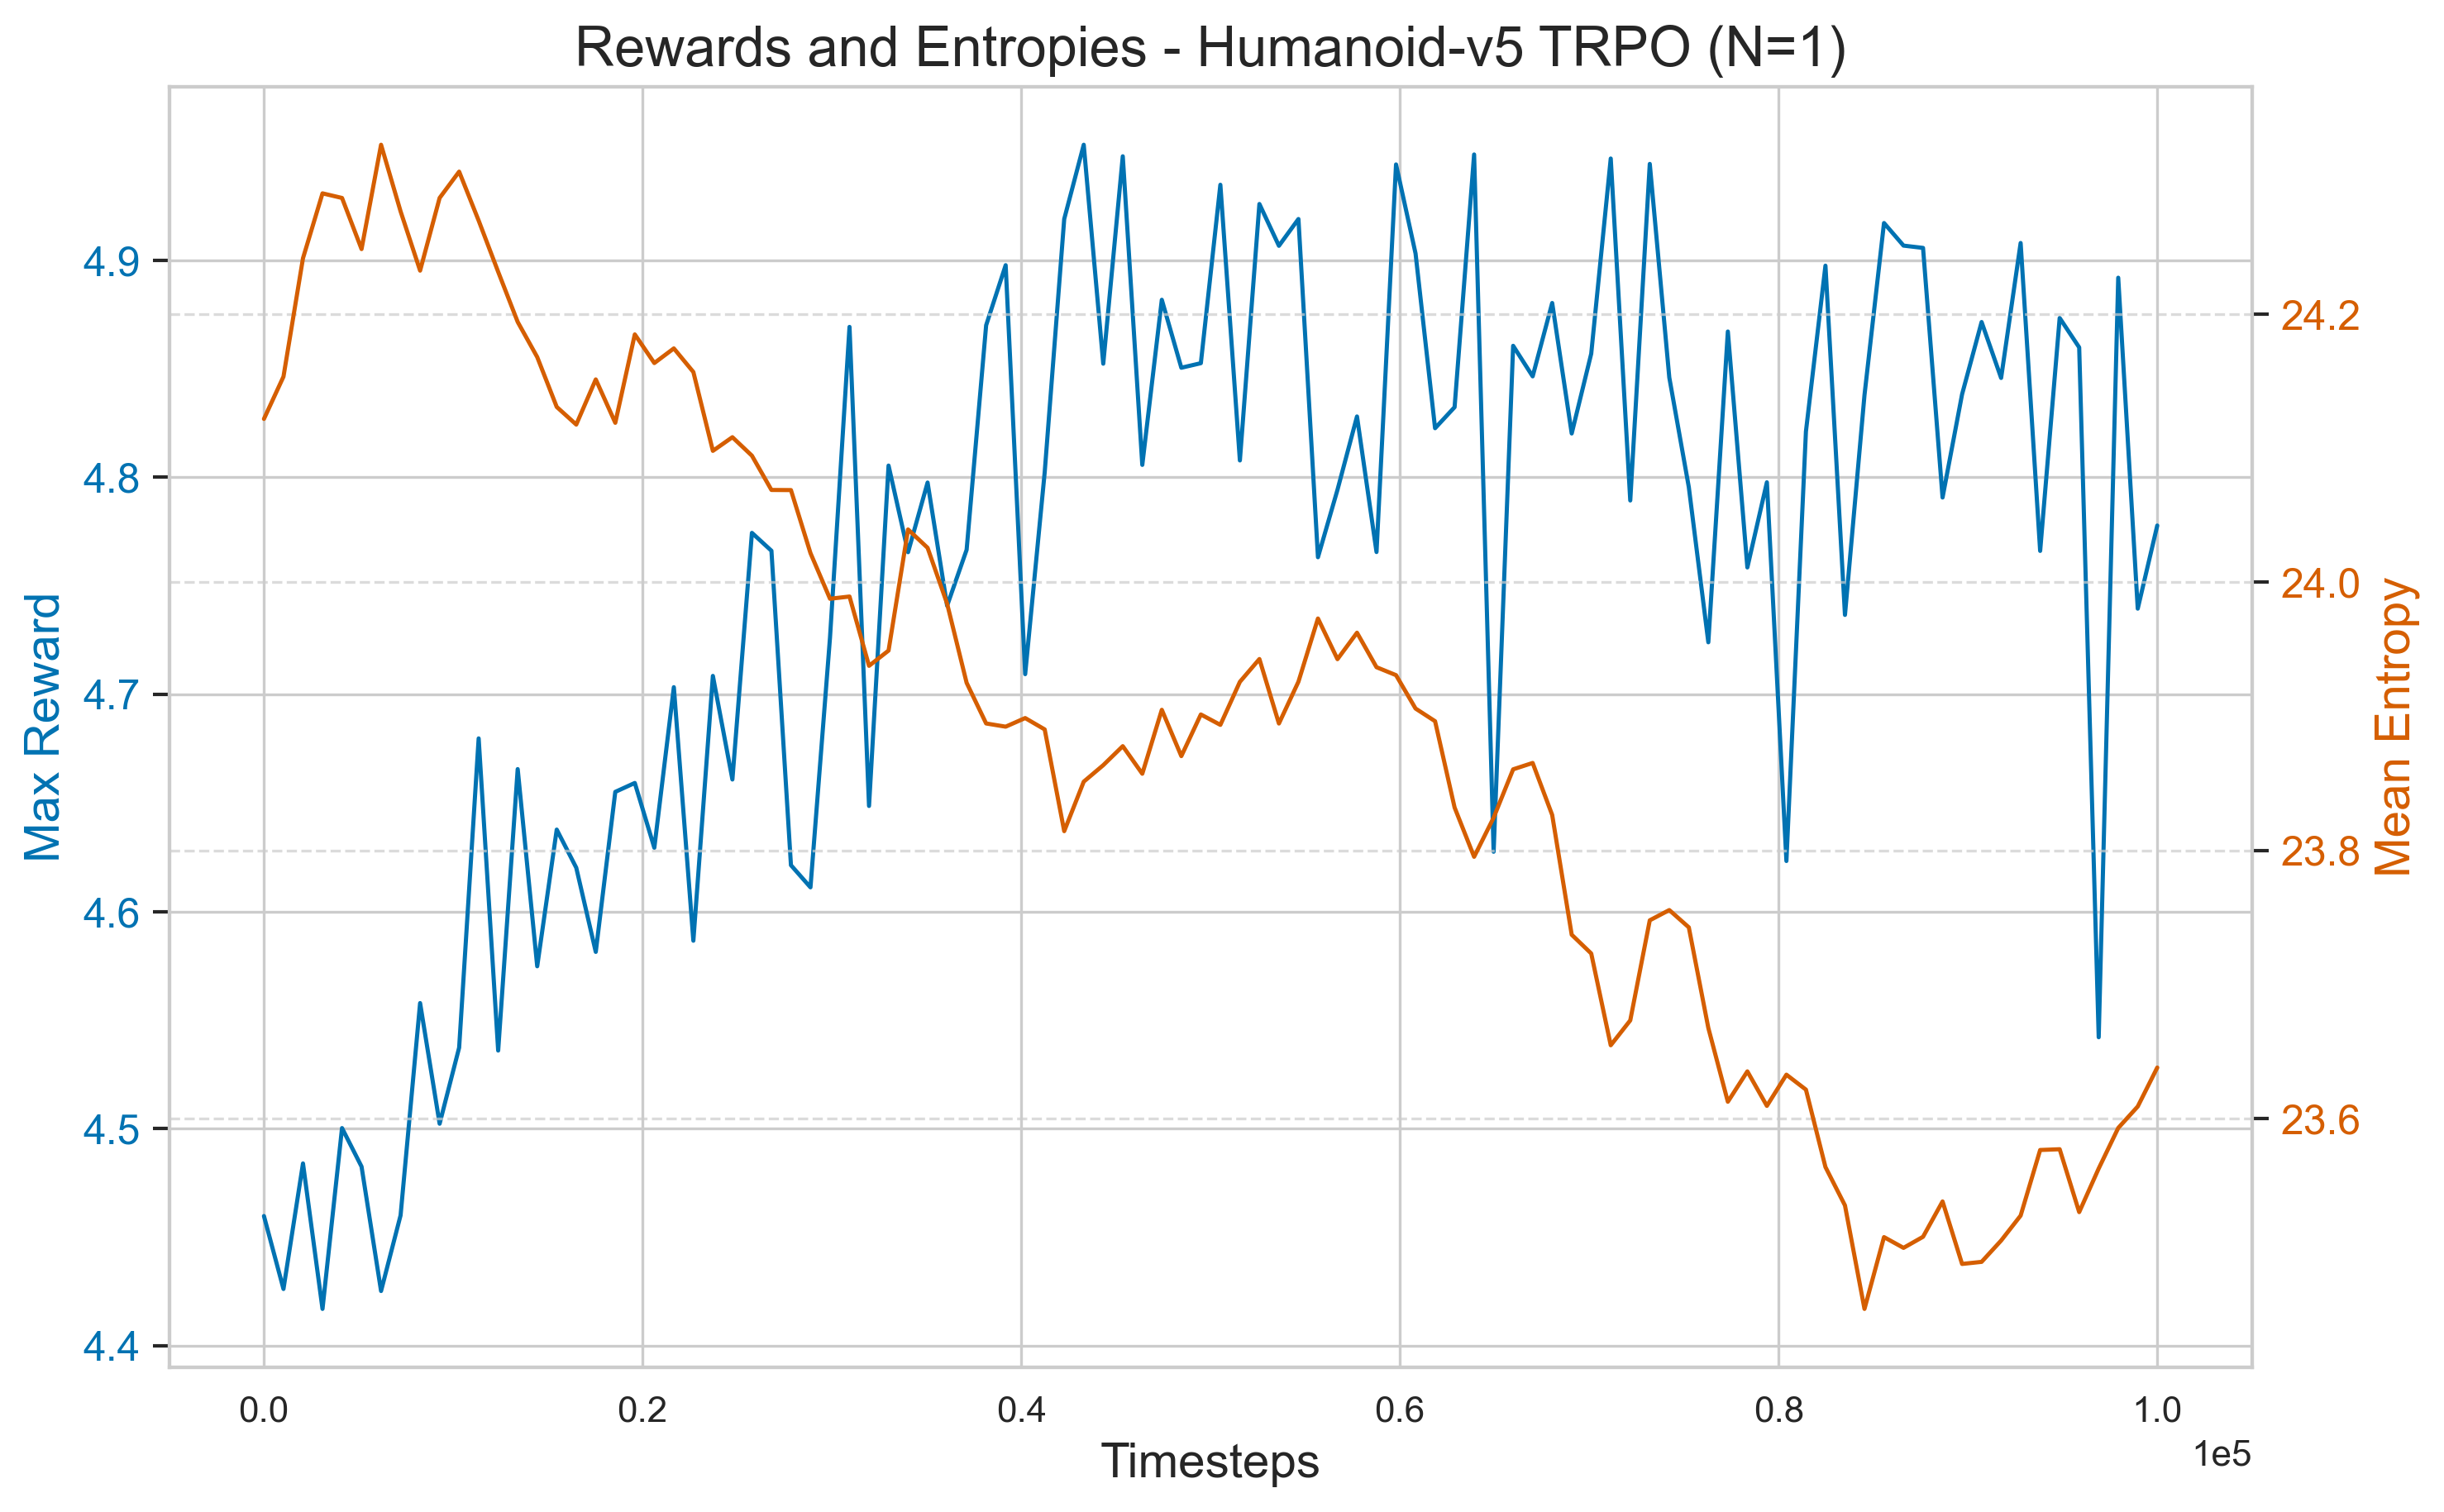 Rewards and Entropies - Humanoid-v5 TRPO (N=1)
Max Reward
4.9
4.8
4.7
4.6
4.5
4.4
24.2
24.0
23.8
23.6
Mean Entropy
0.0 0.2 0.4 0.6 0.8 1.0
1e5
Timesteps